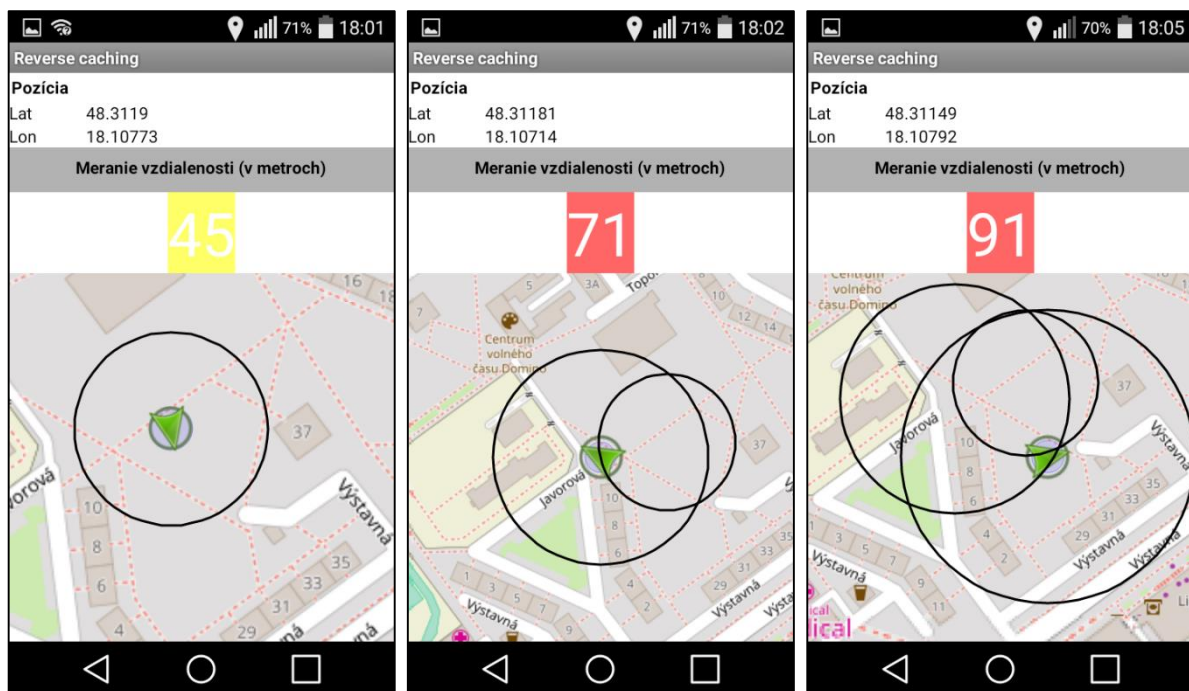 71% 18:01
Reverse caching
Pozícia
Lat 48.3119
Lon 18.10773
Meranie vzdialenosti (v metroch)
45
16
18
37
Javorová
10
8
6
4
Výstavná
35
33
31
29
71% 18:02
Reverse caching
Pozícia
Lat 48.31181
Lon 18.10714
Meranie vzdialenosti (v metroch)
71
5
3A
7
10
12
14
Centrum
voľného
času Domino
37
Javorová
10
8
6
4
2
1
3
5
7
9
Výstavná
35
33
31
29
70% 18:05
Reverse caching
Pozícia
Lat 48.31149
Lon 18.10792
Meranie vzdialenosti (v metroch)
91
Centrum
voľného
času Domino
16
37
Javorová
10
8
6
4
2
Výstavná
35
33
31
29
Výstavná
1
3
5
7
9
11
Výstavná